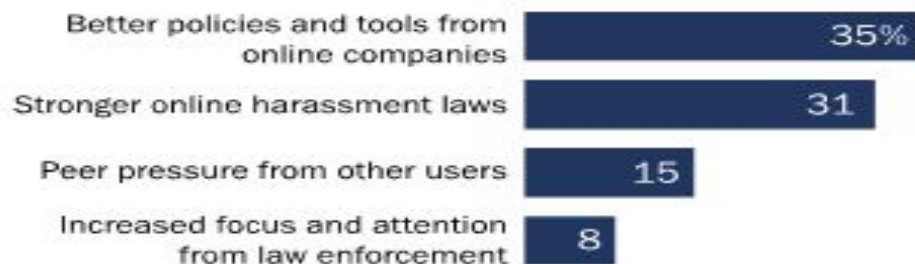 Better policies and tools from
online companies
35%
Stronger online harassment laws
31
Peer pressure from other users
15
Increased focus and attention
from law enforcement
8